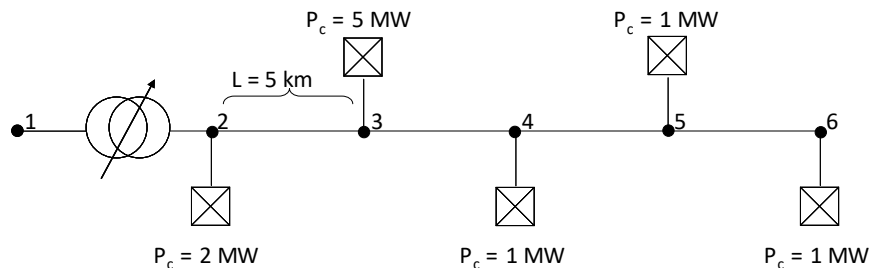 P_c = 5 MW
P_c = 1 MW
L = 5 km
1
2
3
4
5
6
P_c = 2 MW
P_c = 1 MW
P_c = 1 MW